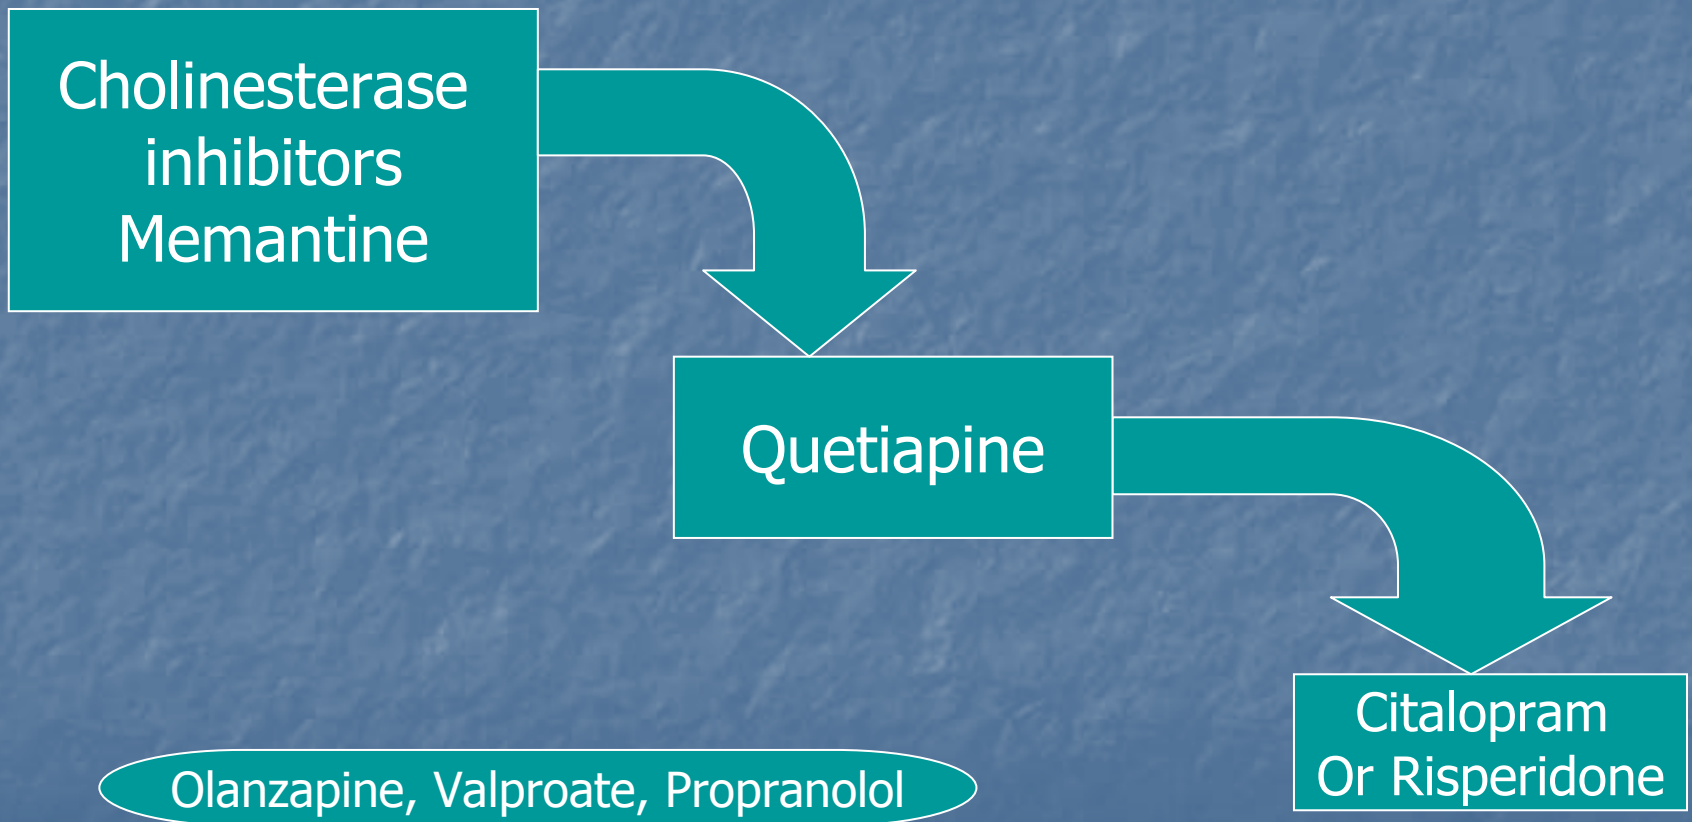 Cholinesterase
inhibitors
Memantine
Quetiapine
Citalopram
Or Risperidone
Olanzapine, Valproate, Propranolol